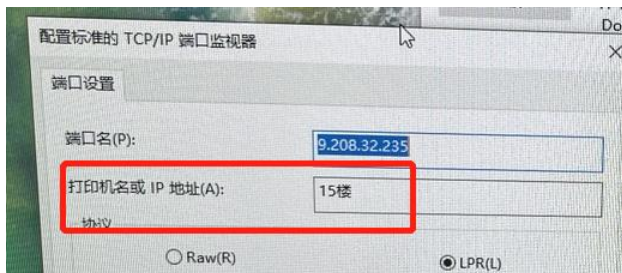 Do
配置标准的 TCP/IP 端口监视器
端口设置
端口名(P):
9.208.32.235
打印机名或 IP 地址(A):
15楼
协议
Raw(R)
LPR(L)